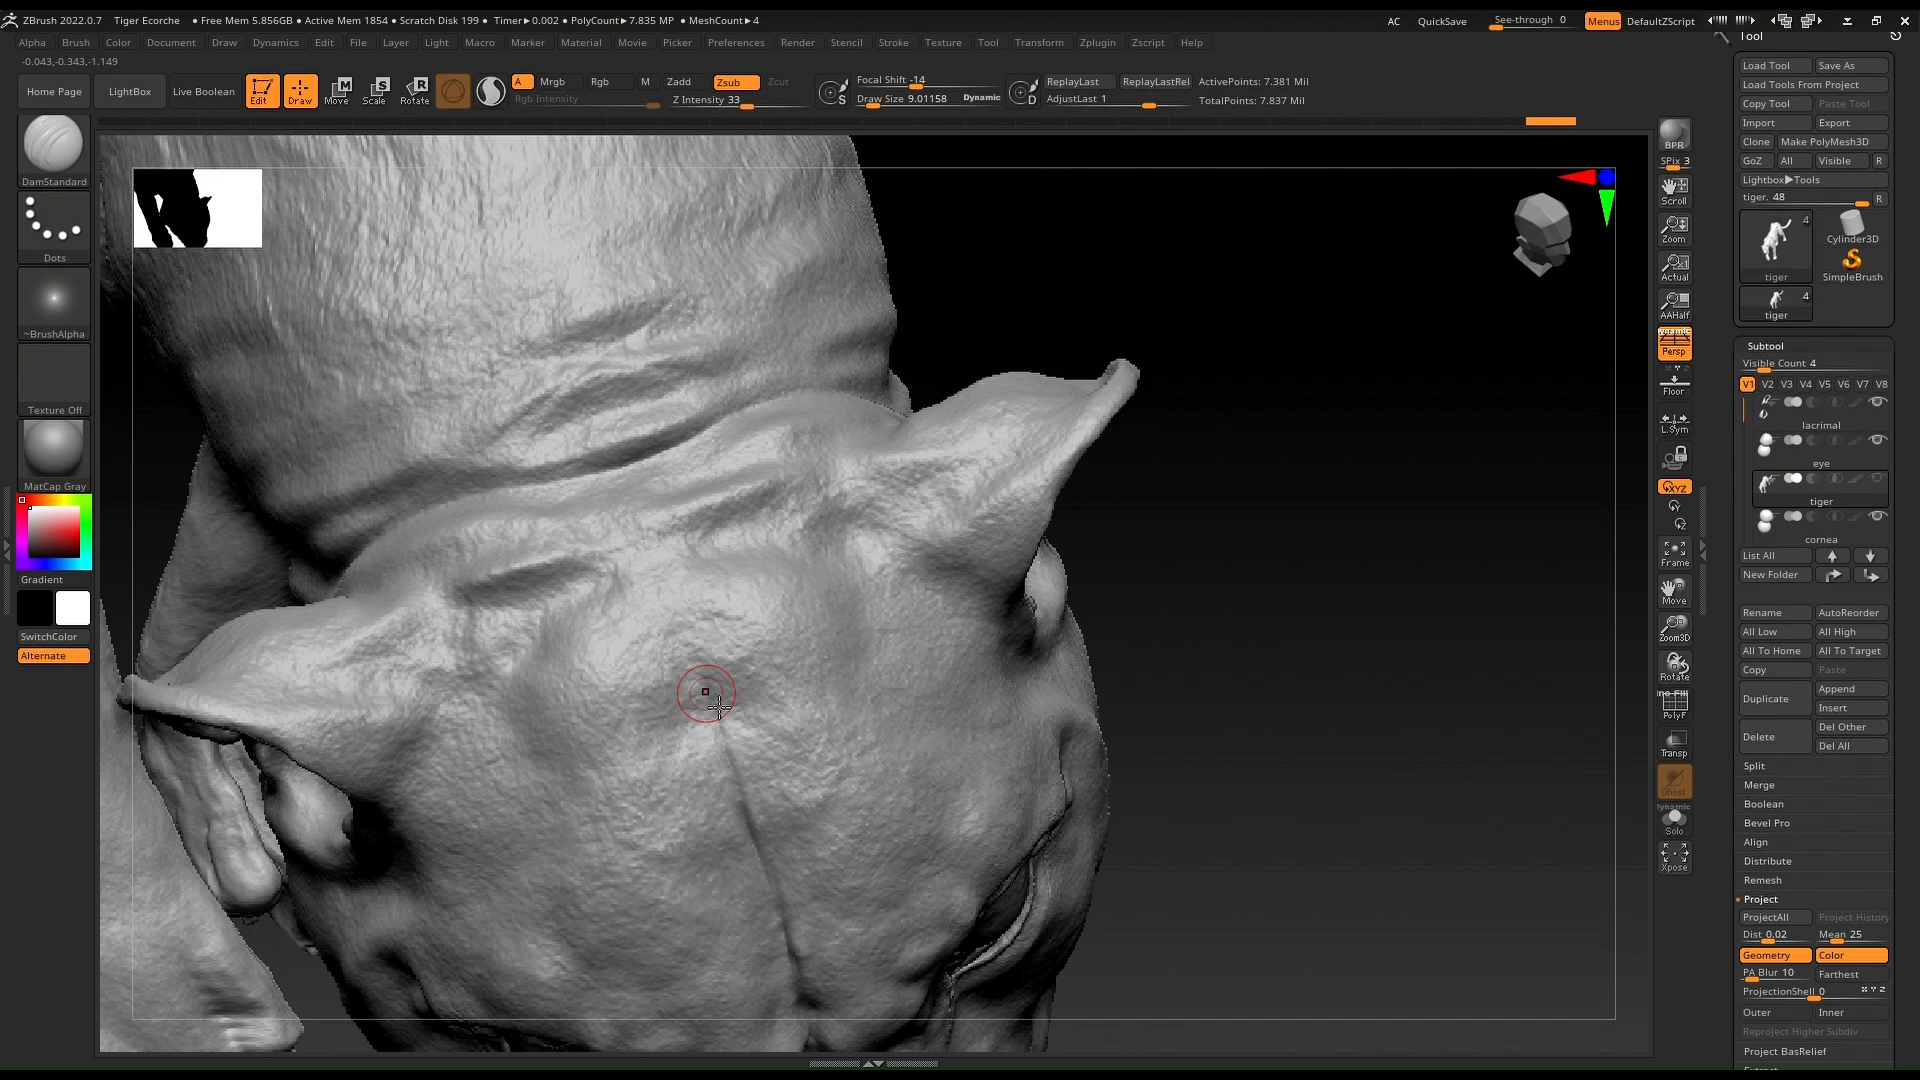 ZBrush 2022.0.7 Tiger Ecorche • Free Mem 5.856GB • Active Mem 1854 • Scratch Disk 199 • Timer▶0.002 • PolyCount▶7.835 MP • MeshCount▶4 AC QuickSave See-through 0 Menus DefaultZScript
Alpha Brush Color Document Draw Dynamics Edit File Layer Light Macro Marker Material Movie Picker Preferences Render Stencil Stroke Texture Tool Transform Zplugin Zscript Help
Tool
-0.043,-0.343,-1.149
Home Page LightBox Live Boolean Edit Draw Move Scale Rotate A Mrgb Rgb M Zadd Zsub Zcut
Rgb Intensity Z Intensity 33
Focal Shift -14
Draw Size 9.01158 Dynamic
S D
ReplayLast ReplayLastRel ActivePoints: 7.381 Mil
AdjustLast 1 TotalPoints: 7.837 Mil
DamStandard
Dots
~BrushAlpha
Texture Off
MatCap Gray
Gradient
SwitchColor
Alternate
BPR
SPix 3
Scroll
Zoom
Actual
AAHalf
Persp
Floor
L.Sym
XYZ
Y
Z
Frame
Move
Zoom3D
Rotate
PolyF
Transp
Ghost
Dynamic
Solo
Xpose
Load Tool Save As
Load Tools From Project
Copy Tool Paste Tool
Import Export
Clone Make PolyMesh3D
GoZ All Visible R
Lightbox▶Tools
tiger. 48 R
4
tiger Cylinder3D
SimpleBrush
4
tiger
Subtool
Visible Count 4
V1 V2 V3 V4 V5 V6 V7 V8
lacrimal
eye
tiger
cornea
List All
New Folder
Rename AutoReorder
All Low All High
All To Home All To Target
Copy Paste
Duplicate Append
Insert
Delete Del Other
Del All
Split
Merge
Boolean
Bevel Pro
Align
Distribute
Remesh
Project
ProjectAll Project History
Dist 0.02 Mean 25
Geometry Color
PA Blur 10 Farthest
ProjectionShell 0 X Y Z
Outer Inner
Reproject Higher Subdiv
Project BasRelief